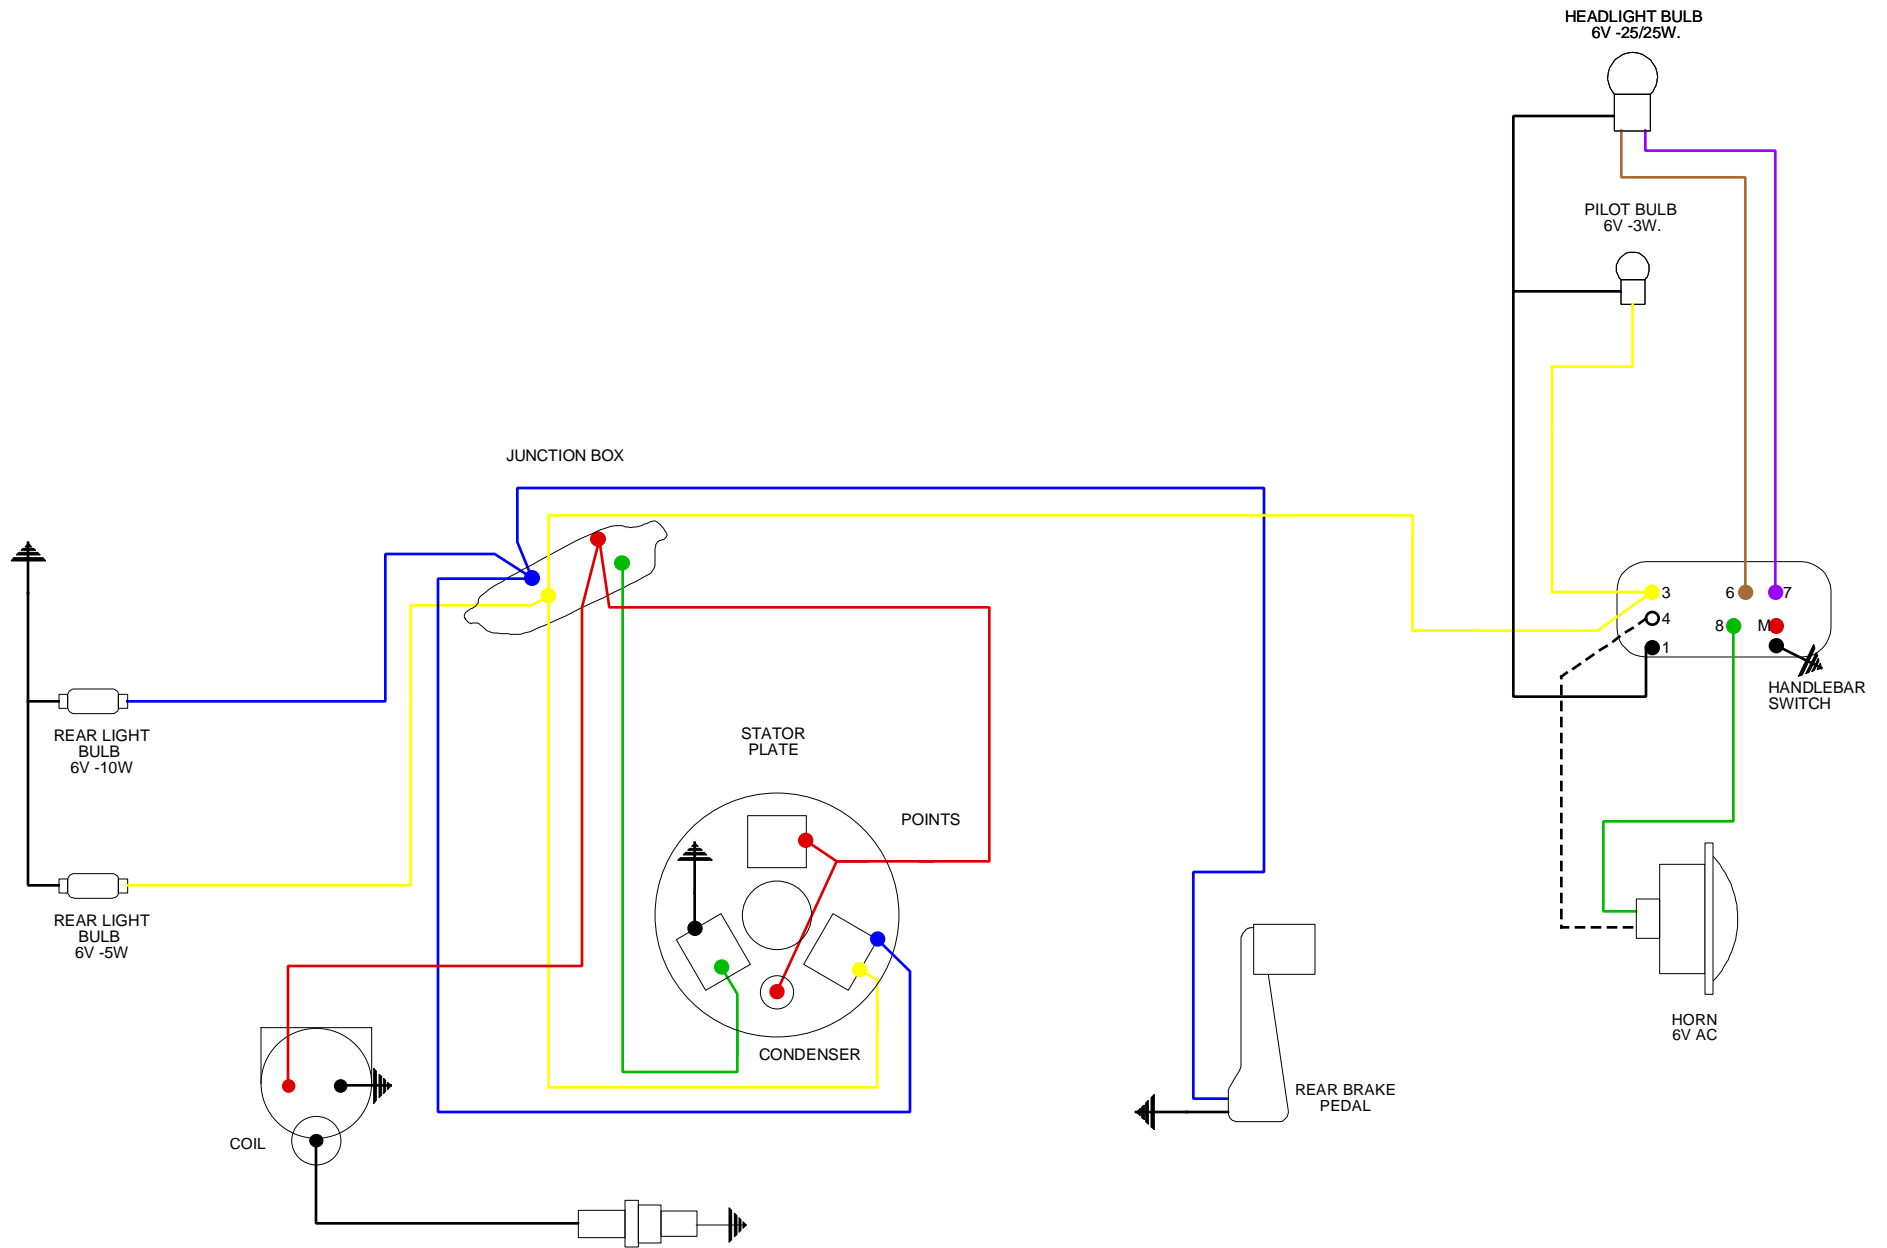 HEADLIGHT BULB
6V -25/25W.
PILOT BULB
6V -3W.
JUNCTION BOX
3
6
7
4
8
M
1
HANDLEBAR
SWITCH
REAR LIGHT
BULB
6V -10W
STATOR
PLATE
POINTS
REAR LIGHT
BULB
6V -5W
HORN
6V AC
CONDENSER
REAR BRAKE
PEDAL
COIL